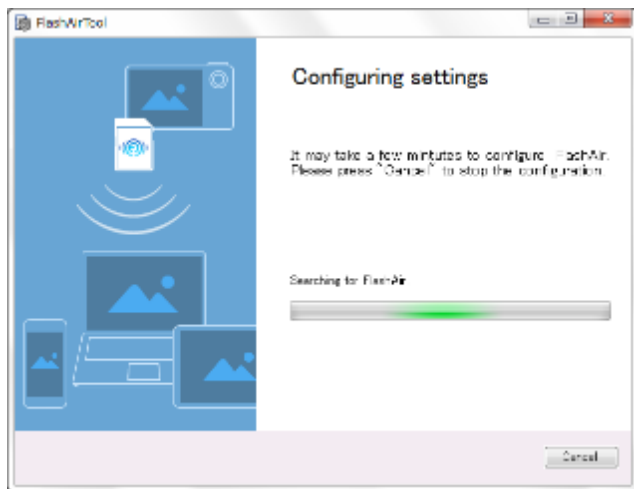 FlashAirTool
Configuring settings
It may take a few mintutes to configure FlashAir.
Please press "Cancel" to stop the configuration.
Searching for FlashAir
Cancel